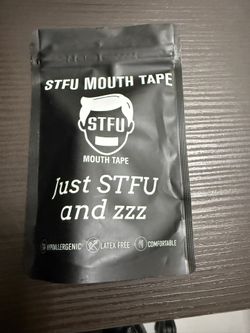 STFU MOUTH TAPE
STFU
MOUTH TAPE
Just STFU
and zzz
HYPOALLERGENIC LATEX FREE COMFORTABLE